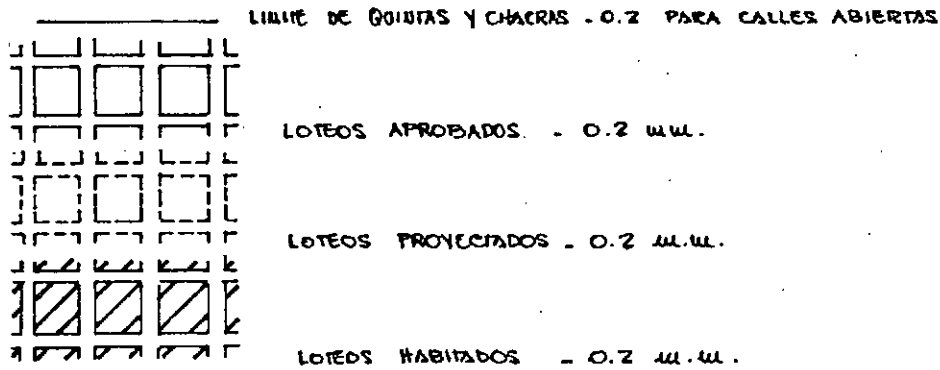 LIMITE DE QUINTAS Y CHACRAS - 0.2 PARA CALLES ABIERTAS
LOTEOS APROBADOS. - 0.2 m.m.
LOTEOS PROYECTADOS - 0.2 m.m.
LOTEOS HABITADOS - 0.2 m.m.